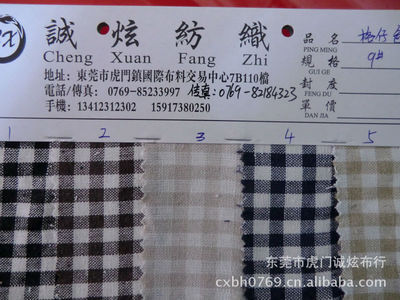 誠 炫 紡 織
Cheng Xuan Fang Zhi
地址:東莞市虎門鎮國際布料交易中心7B110檔
電話/傳真: 0769-85233997 傳真:0769-82184323
手機: 13412312302 15917380250
品名
PING MING
規格 9#
GUI GE
封度
FENG DU
單價
DAN JIA
1 2 3 4 5
东莞市虎门诚炫布行
cxbh0769.cn.alibaba.com